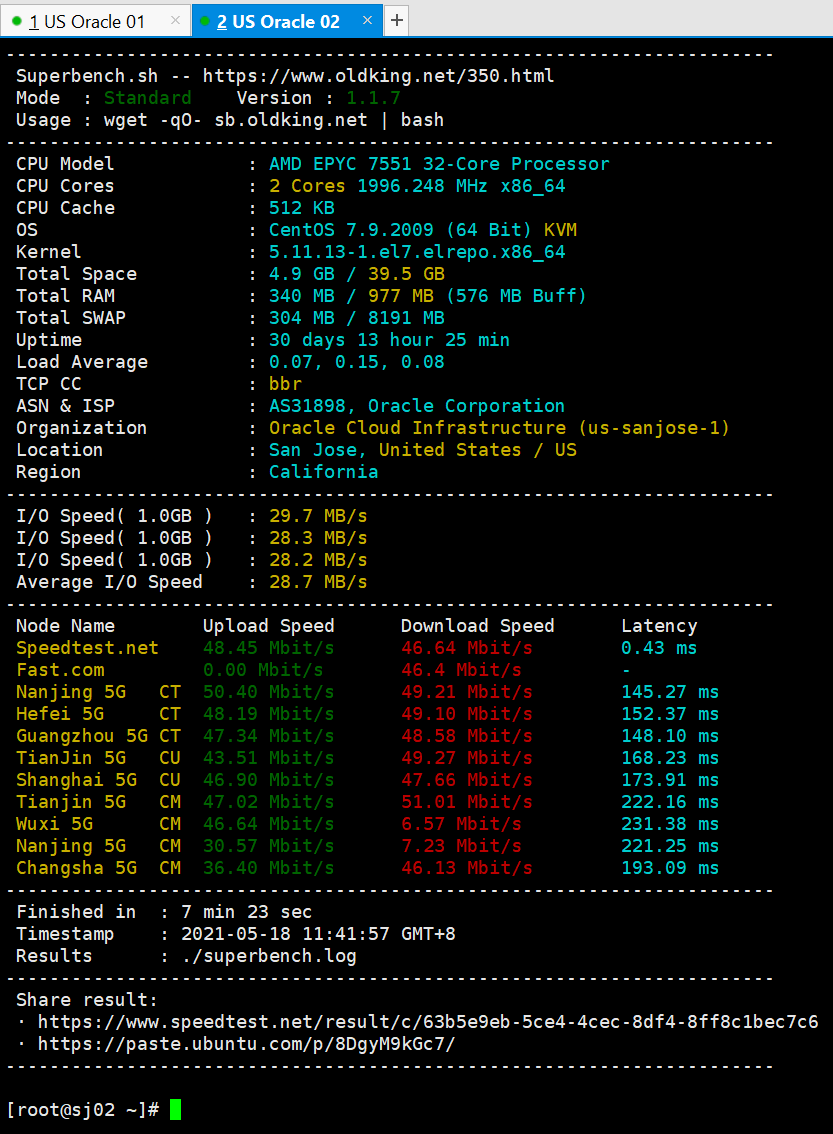 1 US Oracle 01 × 2 US Oracle 02 × +
-----------------------------------------------------------------------
Superbench.sh -- https://www.oldking.net/350.html
Mode : Standard Version : 1.1.7
Usage : wget -qO- sb.oldking.net | bash
-----------------------------------------------------------------------
CPU Model : AMD EPYC 7551 32-Core Processor
CPU Cores : 2 Cores 1996.248 MHz x86_64
CPU Cache : 512 KB
OS : CentOS 7.9.2009 (64 Bit) KVM
Kernel : 5.11.13-1.el7.elrepo.x86_64
Total Space : 4.9 GB / 39.5 GB
Total RAM : 340 MB / 977 MB (576 MB Buff)
Total SWAP : 304 MB / 8191 MB
Uptime : 30 days 13 hour 25 min
Load Average : 0.07, 0.15, 0.08
TCP CC : bbr
ASN & ISP : AS31898, Oracle Corporation
Organization : Oracle Cloud Infrastructure (us-sanjose-1)
Location : San Jose, United States / US
Region : California
-----------------------------------------------------------------------
I/O Speed( 1.0GB ) : 29.7 MB/s
I/O Speed( 1.0GB ) : 28.3 MB/s
I/O Speed( 1.0GB ) : 28.2 MB/s
Average I/O Speed : 28.7 MB/s
-----------------------------------------------------------------------
Node Name Upload Speed Download Speed Latency
Speedtest.net 48.45 Mbit/s 46.64 Mbit/s 0.43 ms
Fast.com 0.00 Mbit/s 46.4 Mbit/s -
Nanjing 5G CT 50.40 Mbit/s 49.21 Mbit/s 145.27 ms
Hefei 5G CT 48.19 Mbit/s 49.10 Mbit/s 152.37 ms
Guangzhou 5G CT 47.34 Mbit/s 48.58 Mbit/s 148.10 ms
TianJin 5G CU 43.51 Mbit/s 49.27 Mbit/s 168.23 ms
Shanghai 5G CU 46.90 Mbit/s 47.66 Mbit/s 173.91 ms
Tianjin 5G CM 47.02 Mbit/s 51.01 Mbit/s 222.16 ms
Wuxi 5G CM 46.64 Mbit/s 6.57 Mbit/s 231.38 ms
Nanjing 5G CM 30.57 Mbit/s 7.23 Mbit/s 221.25 ms
Changsha 5G CM 36.40 Mbit/s 46.13 Mbit/s 193.09 ms
-----------------------------------------------------------------------
Finished in : 7 min 23 sec
Timestamp : 2021-05-18 11:41:57 GMT+8
Results : ./superbench.log
-----------------------------------------------------------------------
Share result:
· https://www.speedtest.net/result/c/63b5e9eb-5ce4-4cec-8df4-8ff8c1bec7c6
· https://paste.ubuntu.com/p/8DgyM9kGc7/
-----------------------------------------------------------------------
[root@sj02 ~]#